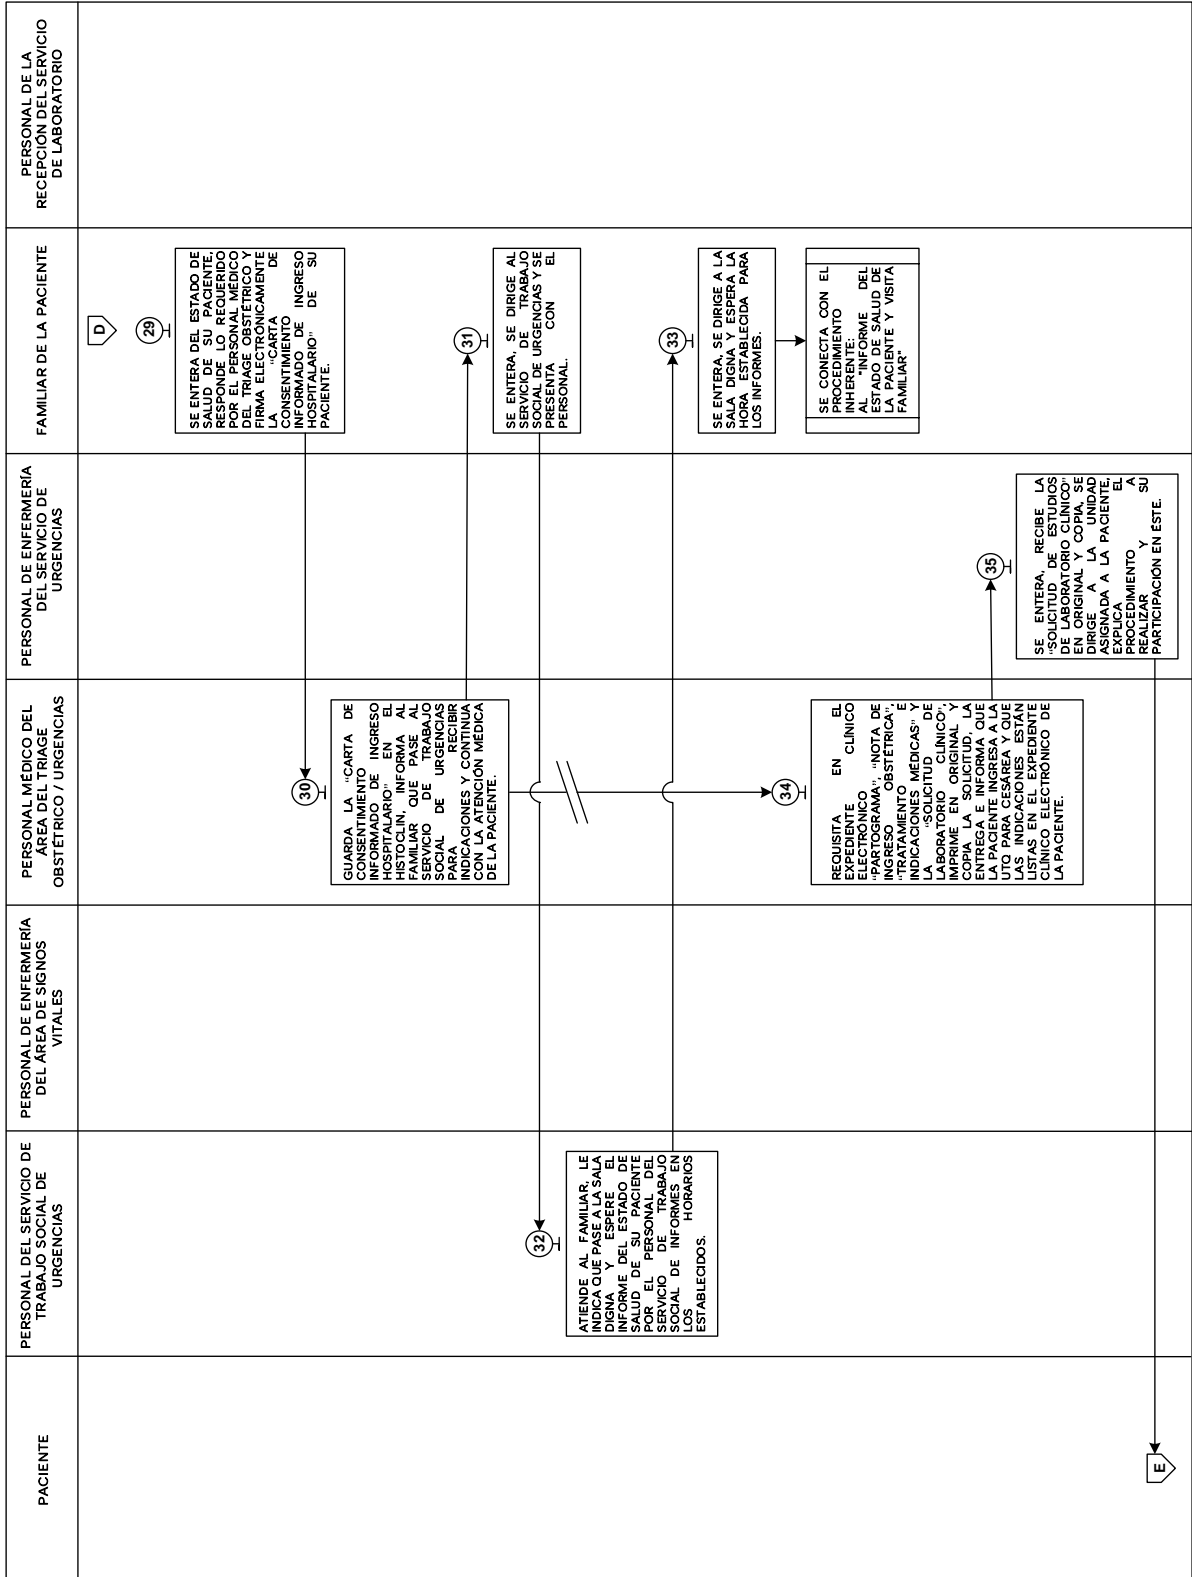 PACIENTE
PERSONAL DEL SERVICIO DE
TRABAJO SOCIAL DE
URGENCIAS
PERSONAL DE ENFERMERÍA
DEL ÁREA DE SIGNOS
VITALES
PERSONAL MÉDICO DEL
ÁREA DEL TRIAGE
OBSTÉTRICO / URGENCIAS
PERSONAL DE ENFERMERÍA
DEL SERVICIO DE
URGENCIAS
FAMILIAR DE LA PACIENTE
PERSONAL DE LA
RECEPCIÓN DEL SERVICIO
DE LABORATORIO
D
29
SE ENTERA DEL ESTADO DE
SALUD DE SU PACIENTE,
RESPONDE LO REQUERIDO
POR EL PERSONAL MÉDICO
DEL TRIAGE OBSTÉTRICO Y
FIRMA ELECTRÓNICAMENTE
LA "CARTA DE
CONSENTIMIENTO
INFORMADO DE INGRESO
HOSPITALARIO" DE SU
PACIENTE.
30
GUARDA LA "CARTA DE
CONSENTIMIENTO
INFORMADO DE INGRESO
HOSPITALARIO" EN EL
HISTOCLIN, INFORMA AL
FAMILIAR QUE PASE AL
SERVICIO DE TRABAJO
SOCIAL DE URGENCIAS
PARA RECIBIR
INDICACIONES Y CONTINUA
CON LA ATENCIÓN MÉDICA
DE LA PACIENTE.
31
SE ENTERA, SE DIRIGE AL
SERVICIO DE TRABAJO
SOCIAL DE URGENCIAS Y SE
PRESENTA CON EL
PERSONAL.
32
ATIENDE AL FAMILIAR, LE
INDICA QUE PASE A LA SALA
DIGNA Y ESPERE EL
INFORME DEL ESTADO DE
SALUD DE SU PACIENTE
POR EL PERSONAL DEL
SERVICIO DE TRABAJO
SOCIAL DE INFORMES EN
LOS HORARIOS
ESTABLECIDOS.
33
SE ENTERA, SE DIRIGE A LA
SALA DIGNA Y ESPERA LA
HORA ESTABLECIDA PARA
LOS INFORMES.
SE CONECTA CON EL
PROCEDIMIENTO
INHERENTE:
AL "INFORME DEL
ESTADO DE SALUD DE
LA PACIENTE Y VISITA
FAMILIAR"
34
REQUISITA EN EL
EXPEDIENTE CLÍNICO
ELECTRÓNICO
"PARTOGRAMA", "NOTA DE
INGRESO OBSTÉTRICA",
"TRATAMIENTO E
INDICACIONES MÉDICAS" Y
LA "SOLICITUD DE
LABORATORIO CLÍNICO",
IMPRIME EN ORIGINAL Y
COPIA LA SOLICITUD, LA
ENTREGA E INFORMA QUE
LA PACIENTE INGRESA A LA
UTQ PARA CESÁREA Y QUE
LAS INDICACIONES ESTÁN
LISTAS EN EL EXPEDIENTE
CLÍNICO ELECTRÓNICO DE
LA PACIENTE.
35
SE ENTERA, RECIBE LA
"SOLICITUD DE ESTUDIOS
DE LABORATORIO CLÍNICO"
EN ORIGINAL Y COPIA, SE
DIRIGE A LA UNIDAD
ASIGNADA A LA PACIENTE,
EXPLICA EL
PROCEDIMIENTO A
REALIZAR Y SU
PARTICIPACIÓN EN ÉSTE.
E